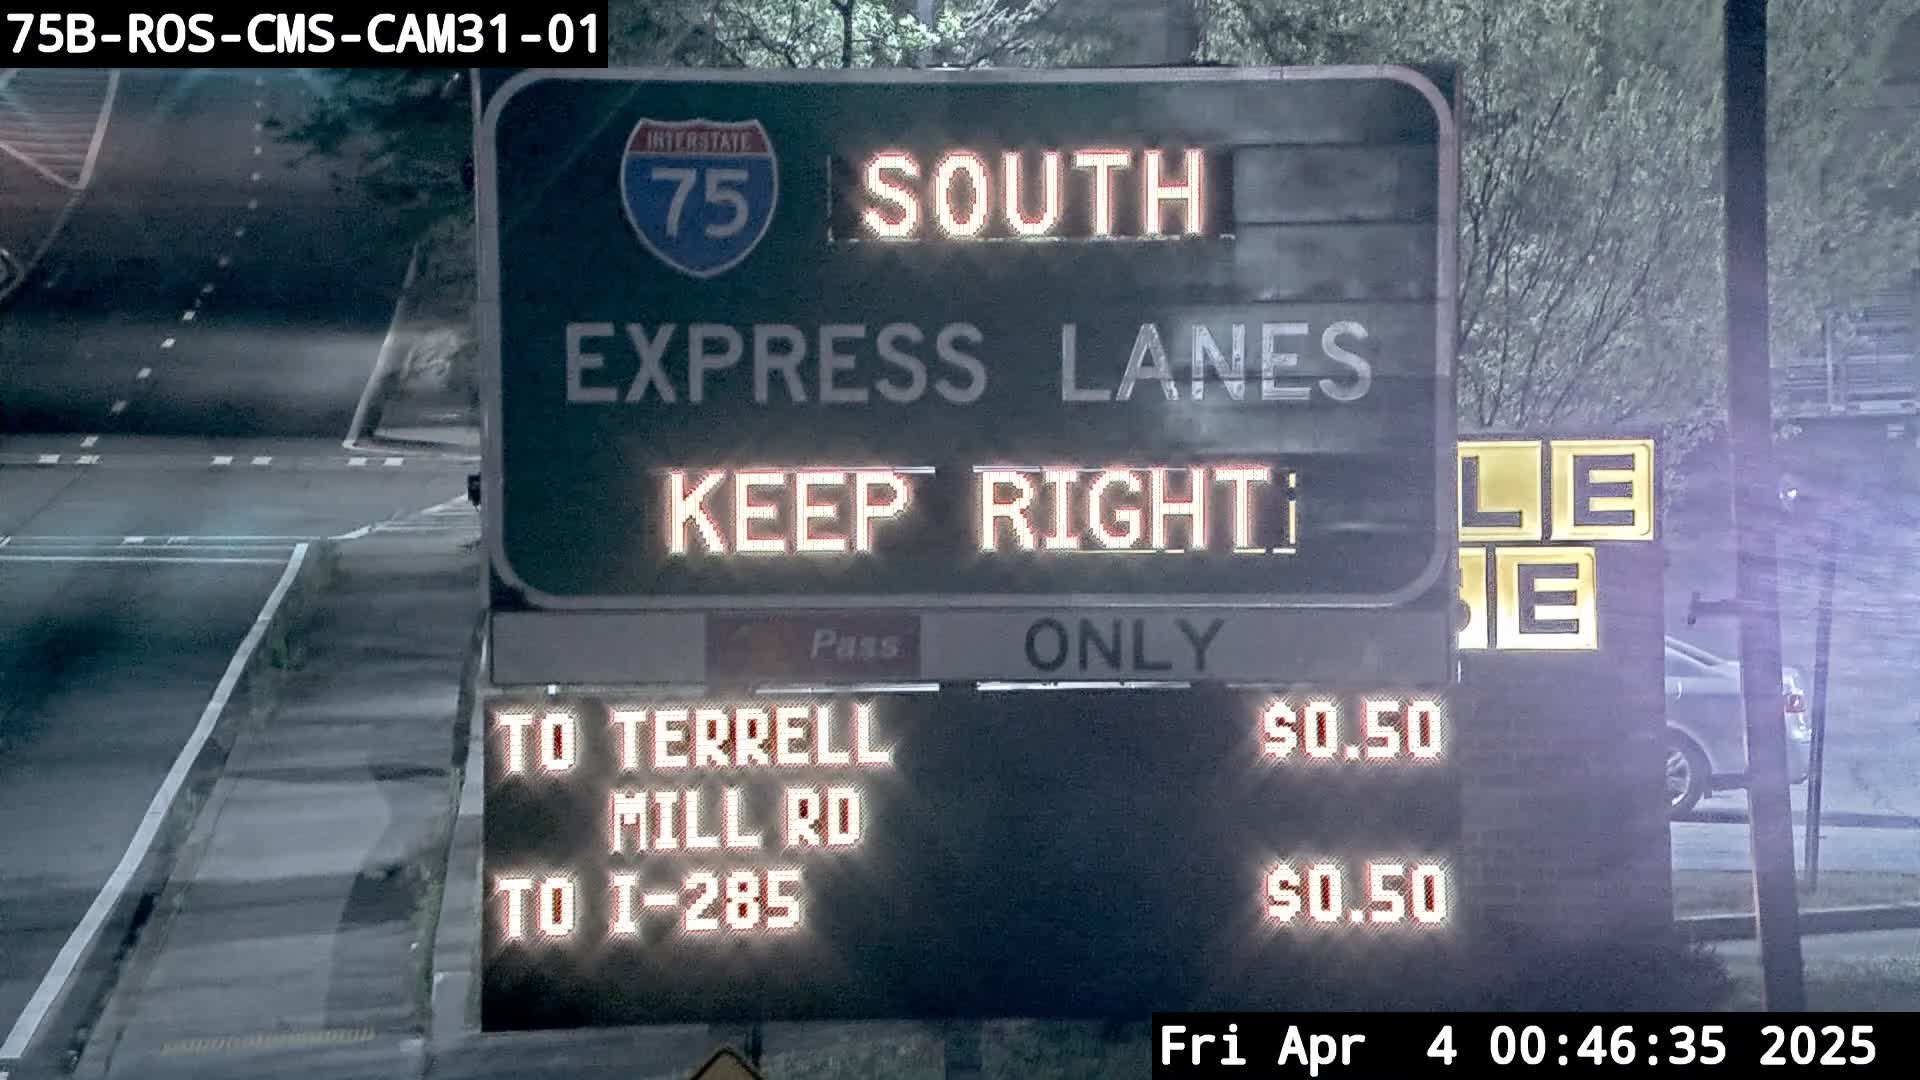 75B-ROS-CMS-CAM31-01
INTERSTATE
75
SOUTH
EXPRESS LANES
KEEP RIGHT
Pass ONLY
TO TERRELL $0.50
MILL RD
TO I-285 $0.50
LE
E
Fri Apr 4 00:46:35 2025